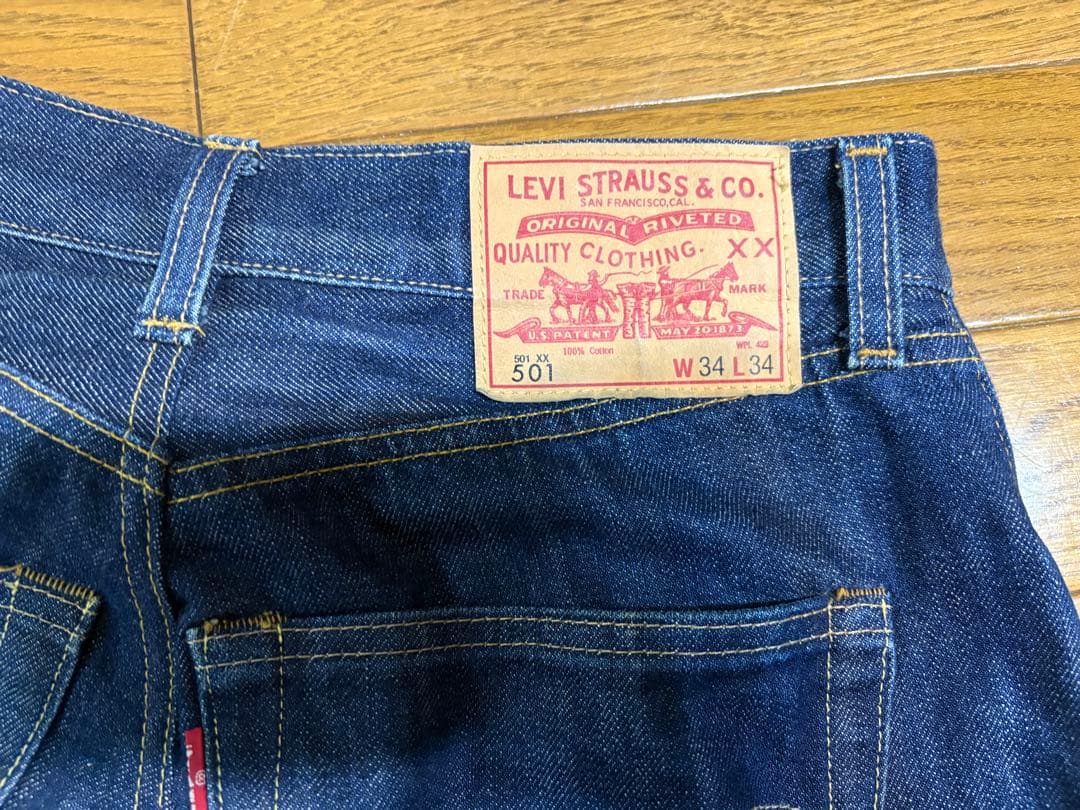 LEVI STRAUSS & CO.
SAN FRANCISCO, CAL.
ORIGINAL RIVETED
QUALITY CLOTHING. XX
TRADE MARK
U.S. PATENT MAY 20 1873
100% Cotton WPL 423
501 XX
501 W 34 L 34
®